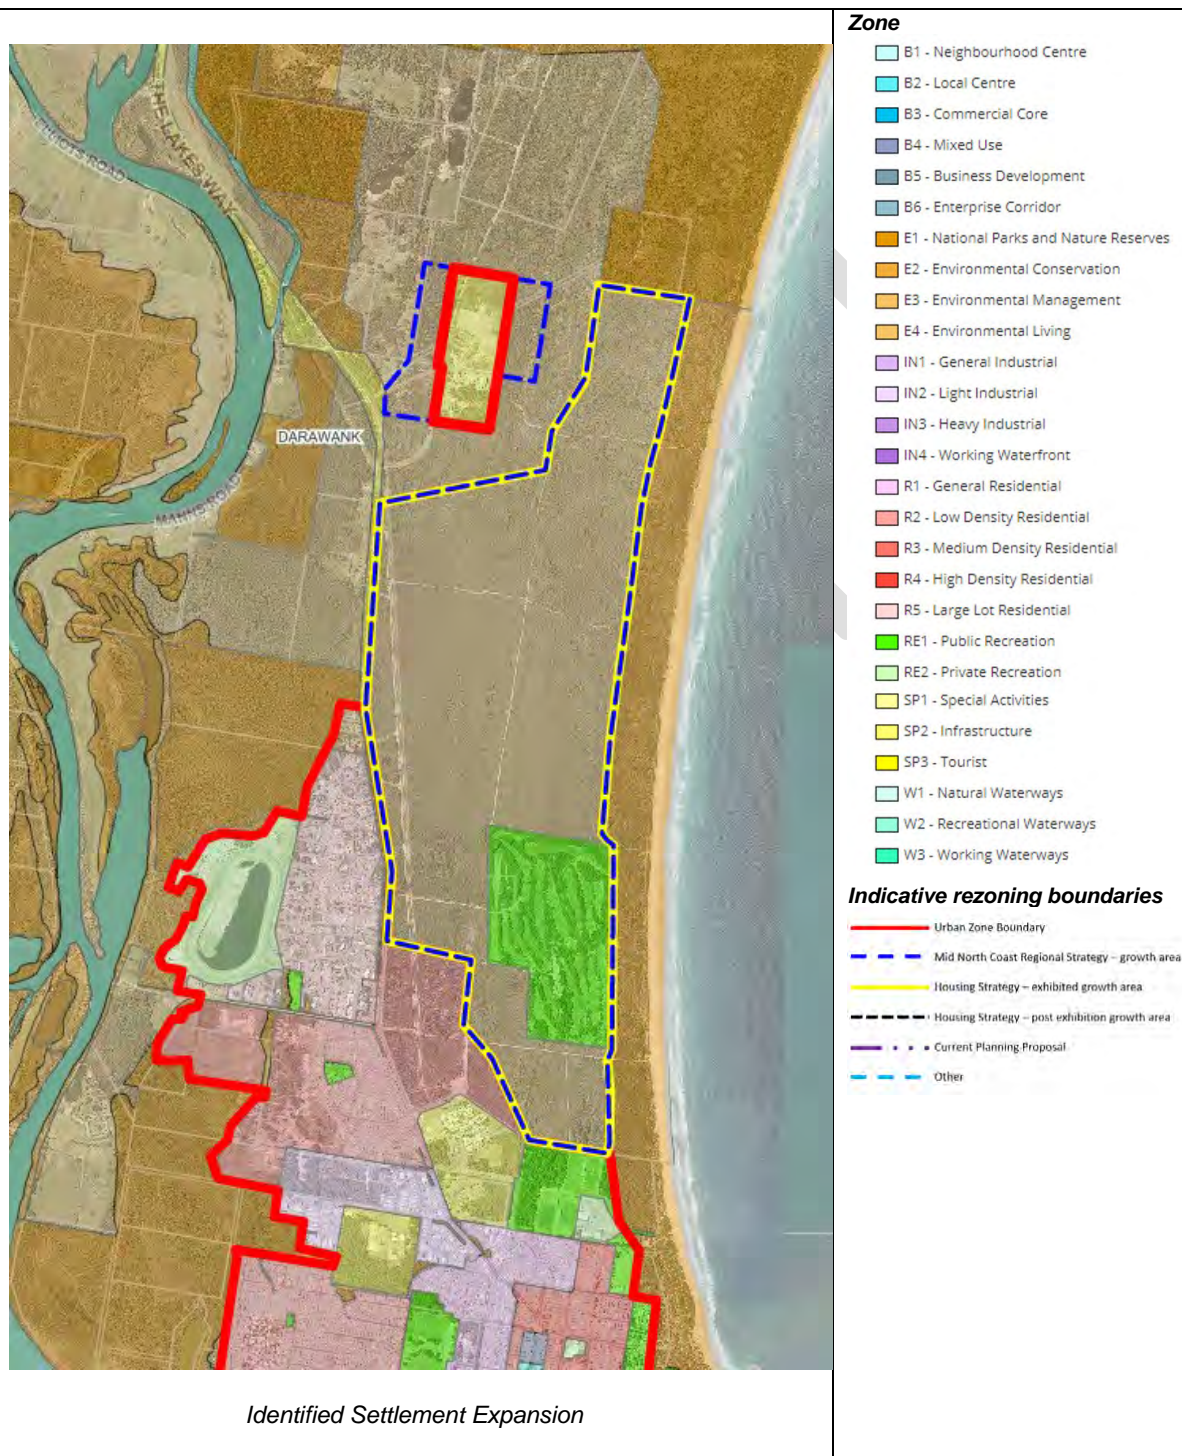 THE LAKES WAY
ELLIOTS ROAD
DARAWANK
MANNS ROAD
Identified Settlement Expansion
Zone
B1 - Neighbourhood Centre
B2 - Local Centre
B3 - Commercial Core
B4 - Mixed Use
B5 - Business Development
B6 - Enterprise Corridor
E1 - National Parks and Nature Reserves
E2 - Environmental Conservation
E3 - Environmental Management
E4 - Environmental Living
IN1 - General Industrial
IN2 - Light Industrial
IN3 - Heavy Industrial
IN4 - Working Waterfront
R1 - General Residential
R2 - Low Density Residential
R3 - Medium Density Residential
R4 - High Density Residential
R5 - Large Lot Residential
RE1 - Public Recreation
RE2 - Private Recreation
SP1 - Special Activities
SP2 - Infrastructure
SP3 - Tourist
W1 - Natural Waterways
W2 - Recreational Waterways
W3 - Working Waterways
Indicative rezoning boundaries
Urban Zone Boundary
Mid North Coast Regional Strategy – growth area
Housing Strategy – exhibited growth area
Housing Strategy – post exhibition growth area
Current Planning Proposal
Other